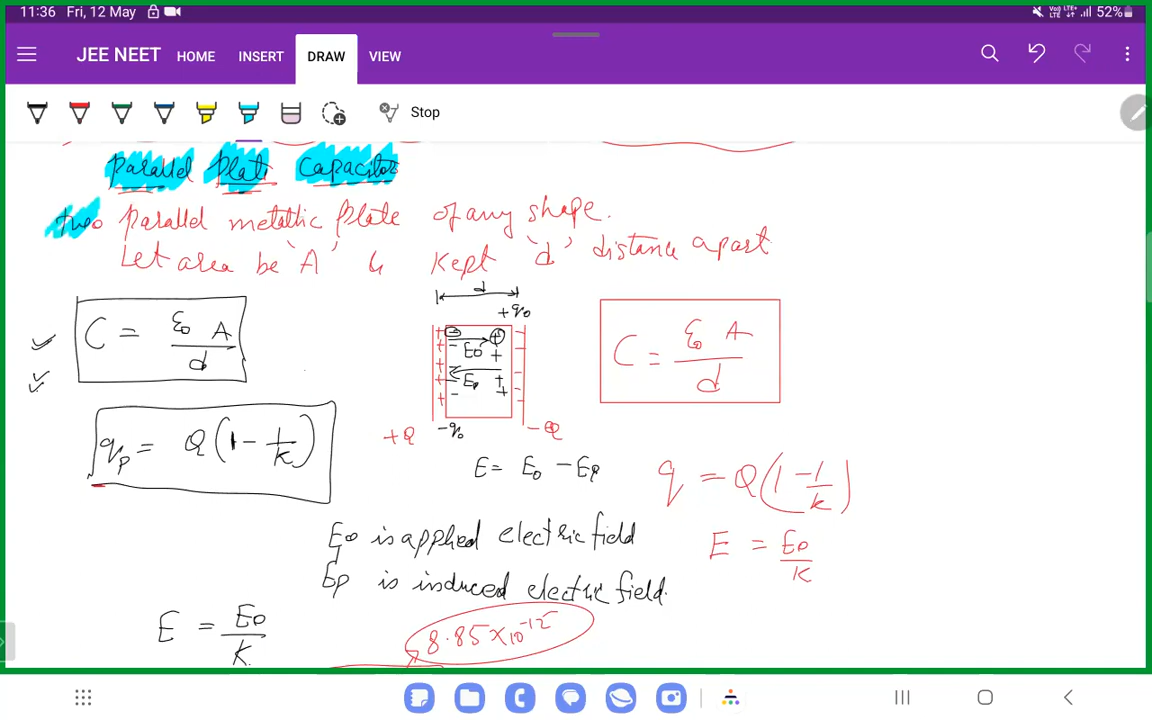 11:36 Fri, 12 May 52%
JEE NEET HOME INSERT DRAW VIEW
Stop
Parallel Plate Capacitor
two parallel metallic plate of any shape.
Let area be 'A' & kept 'd' distance apart
d
+q₀
C = ε₀ A / d
+ + + + +
- - - -
+ + + +
- - - -
E₀
Ep
C = ε₀ A / d
+Q -q₀ -Q
qp = Q(1 - 1/k)
E = E₀ - Ep
q = Q(1 - 1/k)
E₀ is applied electric field
E = E₀/K
Ep is induced electric field.
E = E₀/K
8.85×10⁻¹²